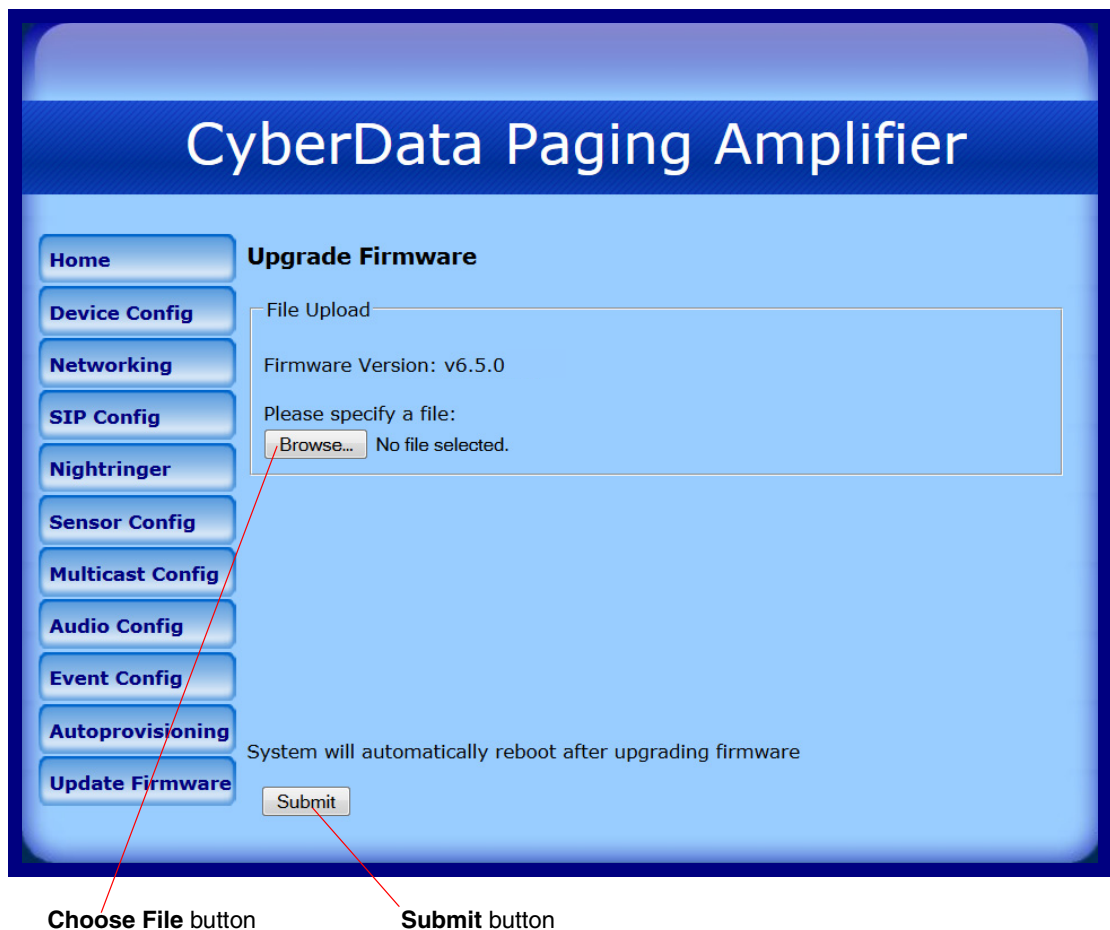 CyberData Paging Amplifier
Home
Device Config
Networking
SIP Config
Nightringer
Sensor Config
Multicast Config
Audio Config
Event Config
Autoprovisioning
Update Firmware
Upgrade Firmware
File Upload
Firmware Version: v6.5.0
Please specify a file:
Browse... No file selected.
System will automatically reboot after upgrading firmware
Submit
Choose File button
Submit button